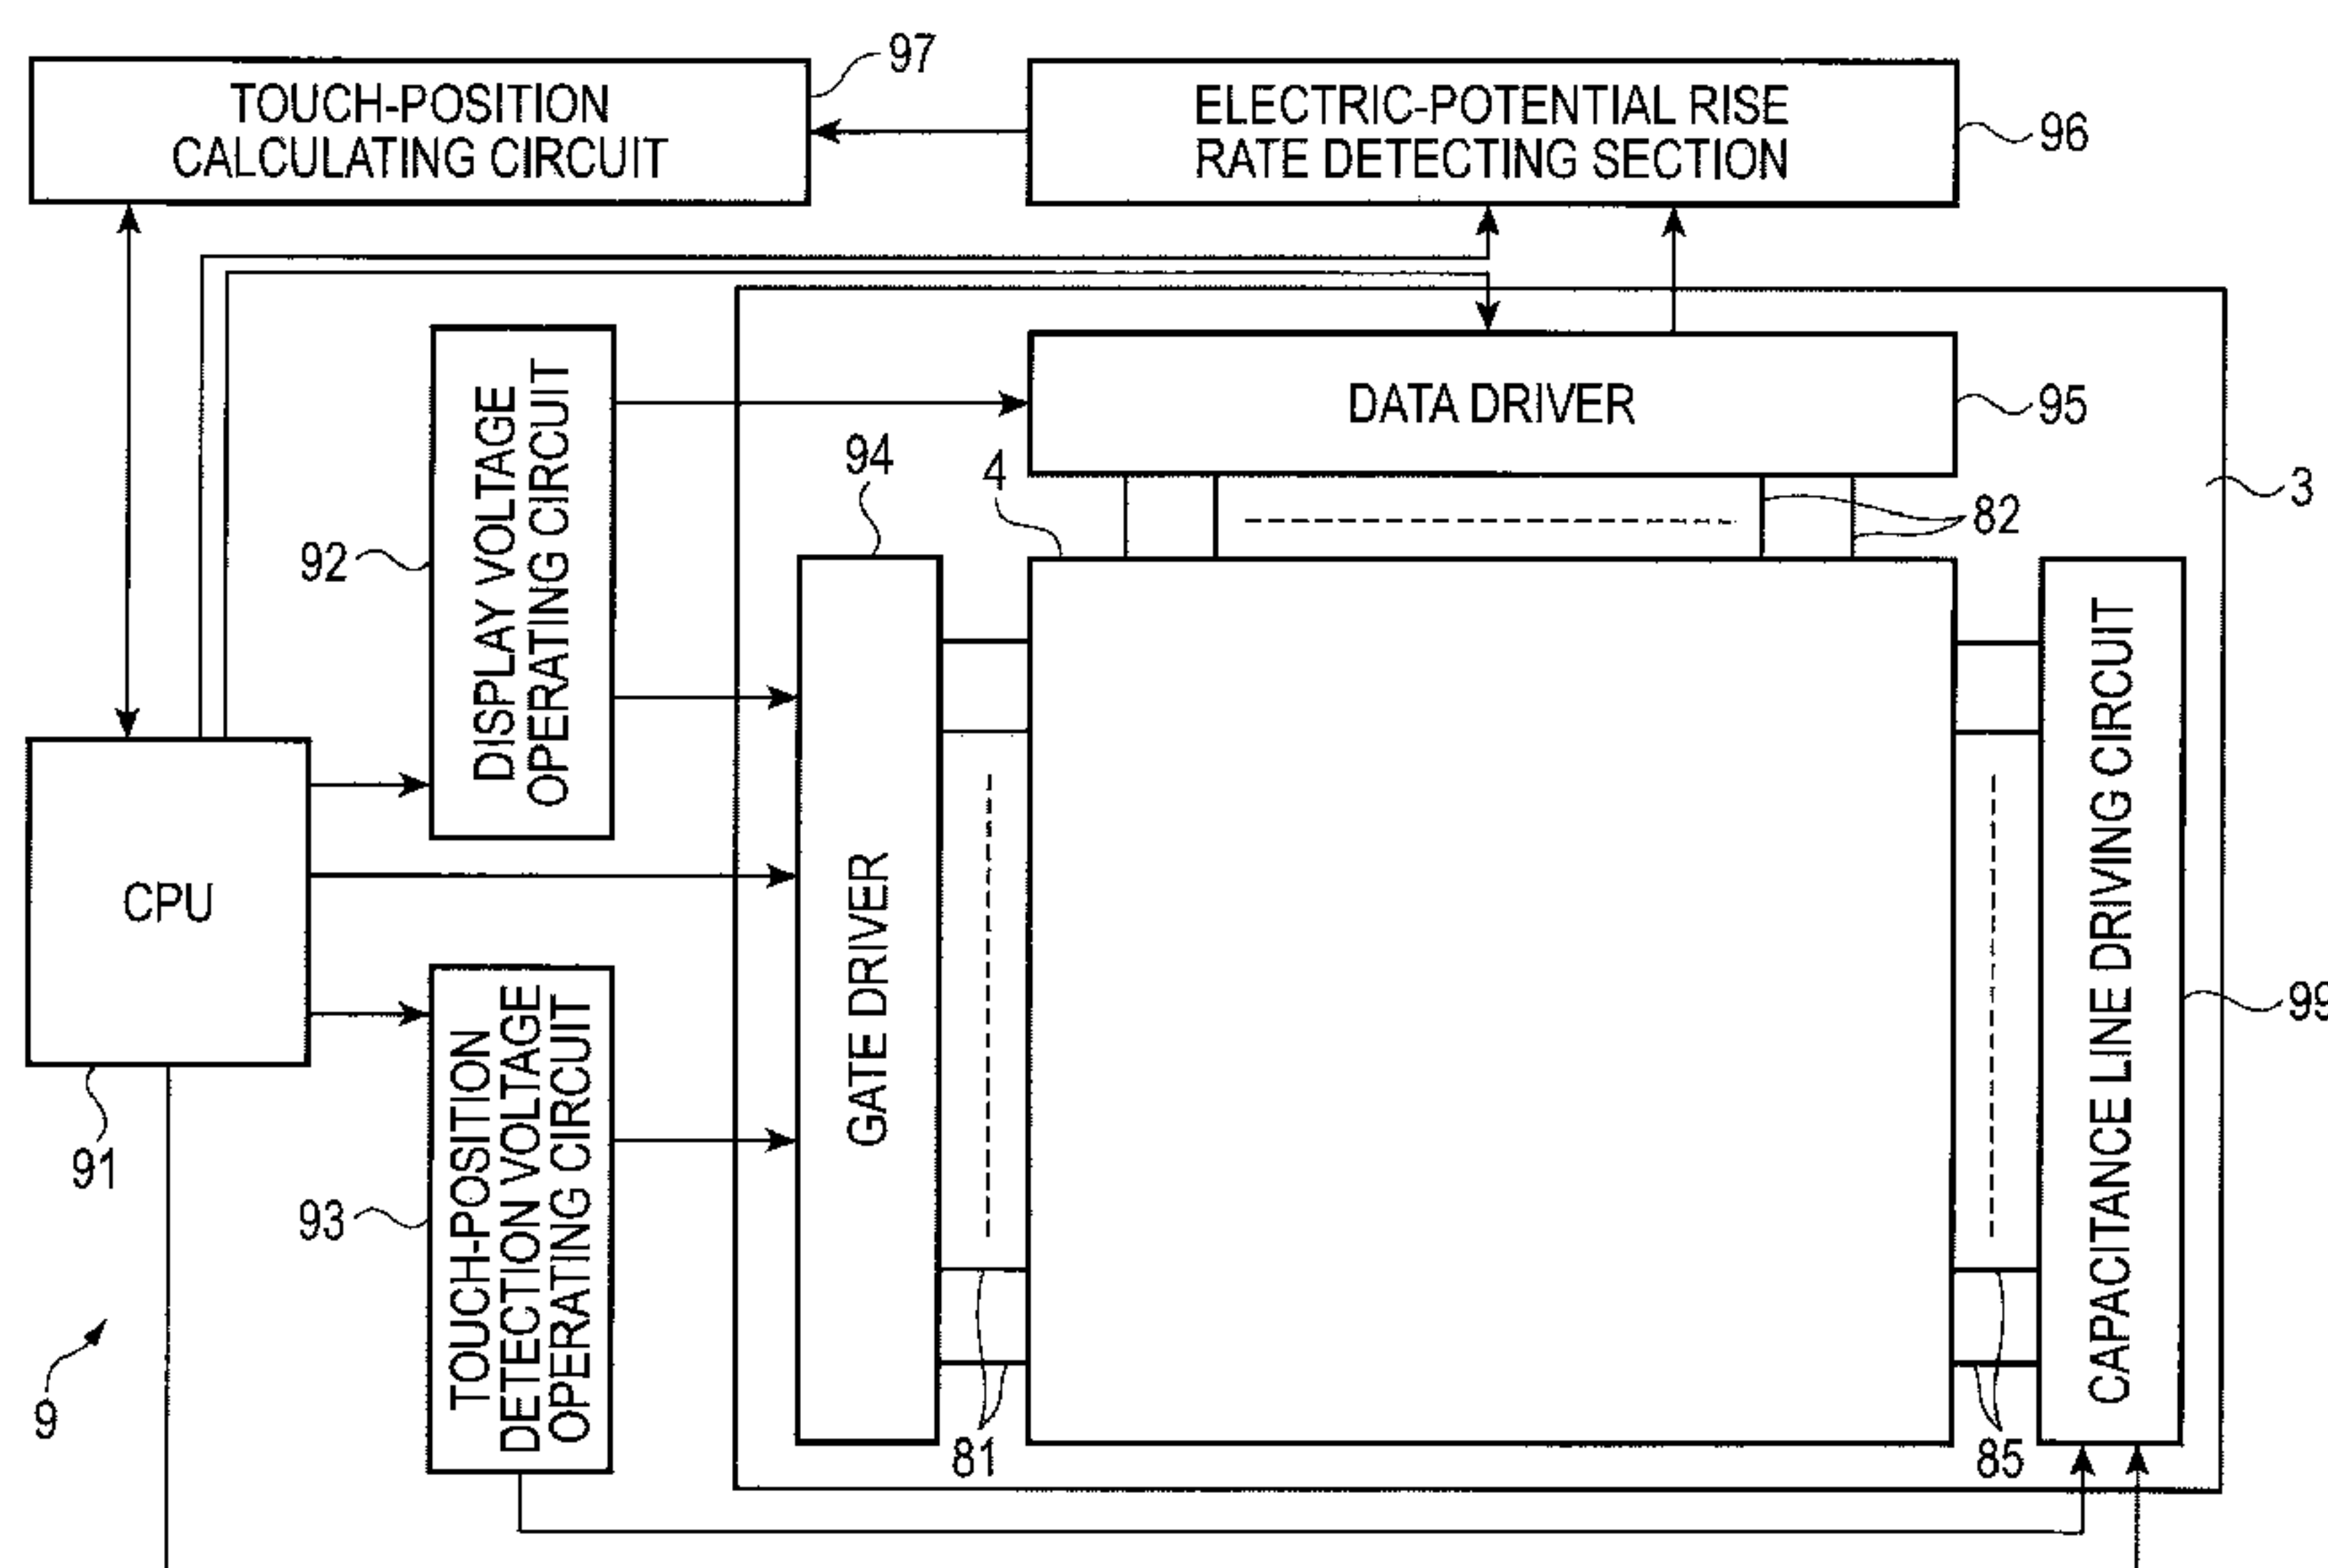 97
TOUCH-POSITION
CALCULATING CIRCUIT
ELECTRIC-POTENTIAL RISE
RATE DETECTING SECTION
96
DISPLAY VOLTAGE
OPERATING CIRCUIT
92
DATA DRIVER
95
94
4
82
3
GATE DRIVER
CAPACITANCE LINE DRIVING CIRCUIT
99
CPU
91
TOUCH-POSITION
DETECTION VOLTAGE
OPERATING CIRCUIT
93
9
81
85